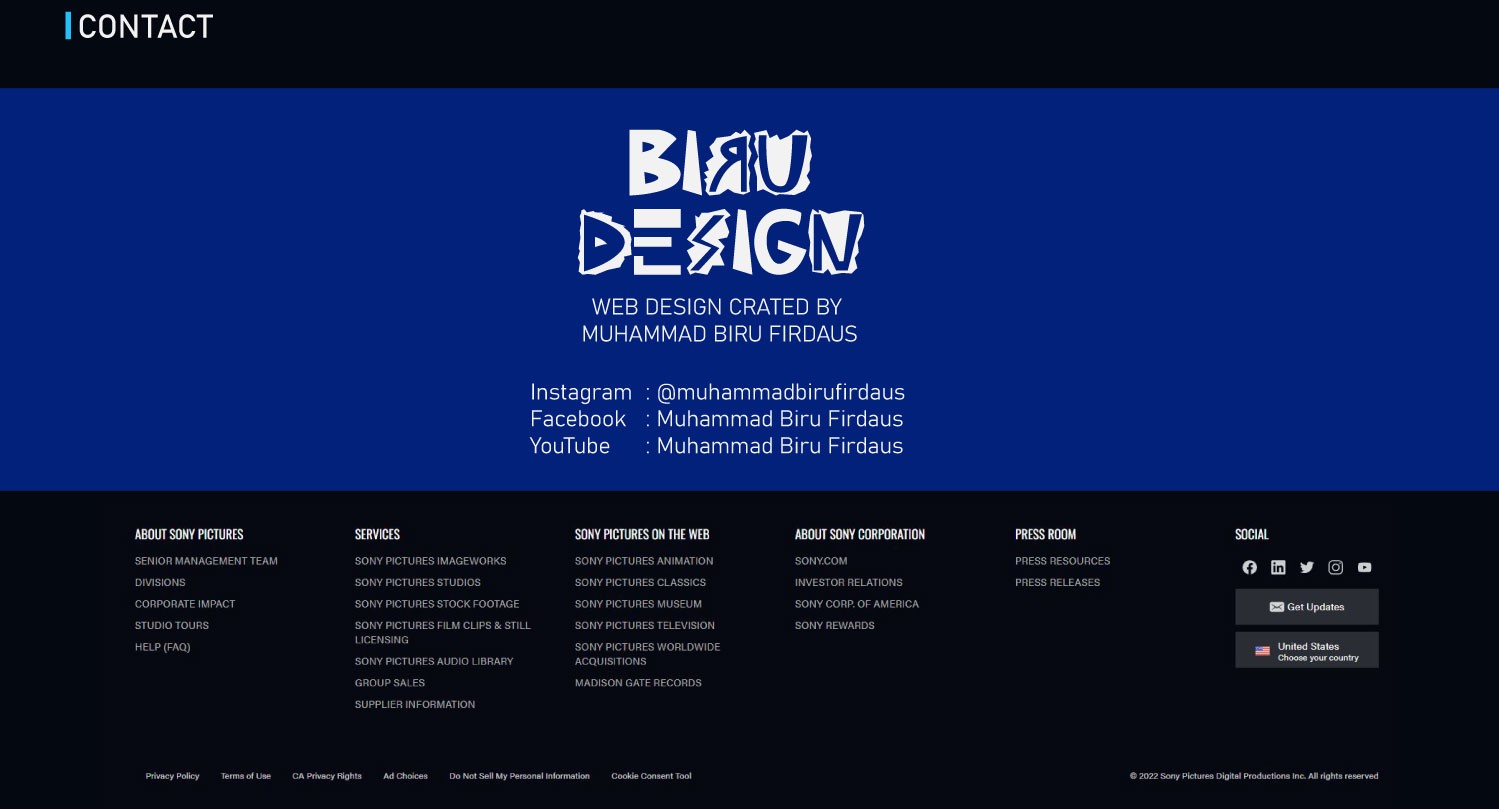 CONTACT
BIRU
DESIGN
WEB DESIGN CRATED BY
MUHAMMAD BIRU FIRDAUS
Instagram : @muhammadbirufirdaus
Facebook : Muhammad Biru Firdaus
YouTube : Muhammad Biru Firdaus
ABOUT SONY PICTURES
SENIOR MANAGEMENT TEAM
DIVISIONS
CORPORATE IMPACT
STUDIO TOURS
HELP (FAQ)
SERVICES
SONY PICTURES IMAGEWORKS
SONY PICTURES STUDIOS
SONY PICTURES STOCK FOOTAGE
SONY PICTURES FILM CLIPS & STILL
LICENSING
SONY PICTURES AUDIO LIBRARY
GROUP SALES
SUPPLIER INFORMATION
SONY PICTURES ON THE WEB
SONY PICTURES ANIMATION
SONY PICTURES CLASSICS
SONY PICTURES MUSEUM
SONY PICTURES TELEVISION
SONY PICTURES WORLDWIDE
ACQUISITIONS
MADISON GATE RECORDS
ABOUT SONY CORPORATION
SONY.COM
INVESTOR RELATIONS
SONY CORP. OF AMERICA
SONY REWARDS
PRESS ROOM
PRESS RESOURCES
PRESS RELEASES
SOCIAL
Get Updates
United States
Choose your country
Privacy Policy Terms of Use CA Privacy Rights Ad Choices Do Not Sell My Personal Information Cookie Consent Tool
© 2022 Sony Pictures Digital Productions Inc. All rights reserved